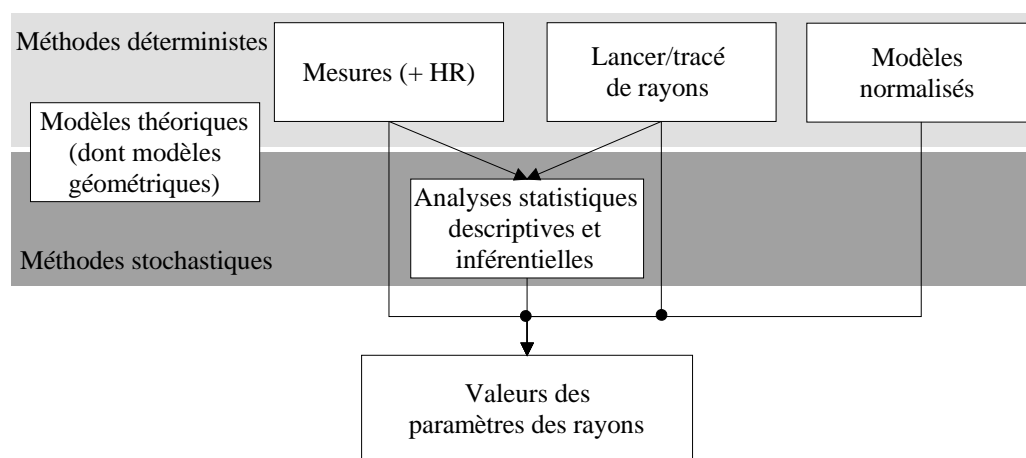 Méthodes déterministes
Mesures (+ HR)
Lancer/tracé
de rayons
Modèles
normalisés
Modèles théoriques
(dont modèles
géométriques)
Analyses statistiques
descriptives et
inférentielles
Méthodes stochastiques
Valeurs des
paramètres des rayons